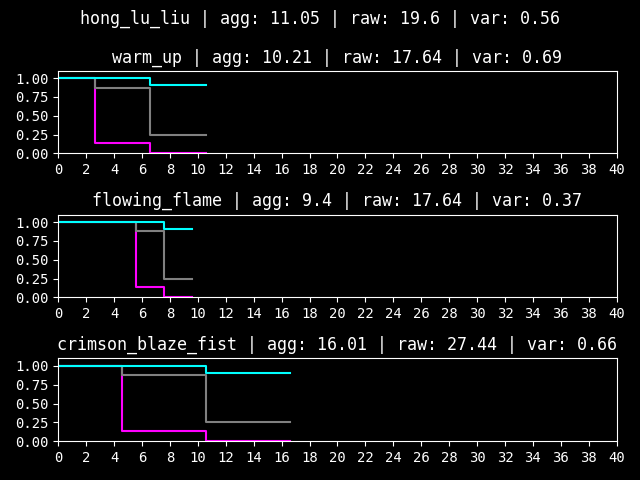 hong_lu_liu | agg: 11.05 | raw: 19.6 | var: 0.56
warm_up | agg: 10.21 | raw: 17.64 | var: 0.69
1.00
0.75
0.50
0.25
0.00
0 2 4 6 8 10 12 14 16 18 20 22 24 26 28 30 32 34 36 38 40
flowing_flame | agg: 9.4 | raw: 17.64 | var: 0.37
1.00
0.75
0.50
0.25
0.00
0 2 4 6 8 10 12 14 16 18 20 22 24 26 28 30 32 34 36 38 40
crimson_blaze_fist | agg: 16.01 | raw: 27.44 | var: 0.66
1.00
0.75
0.50
0.25
0.00
0 2 4 6 8 10 12 14 16 18 20 22 24 26 28 30 32 34 36 38 40